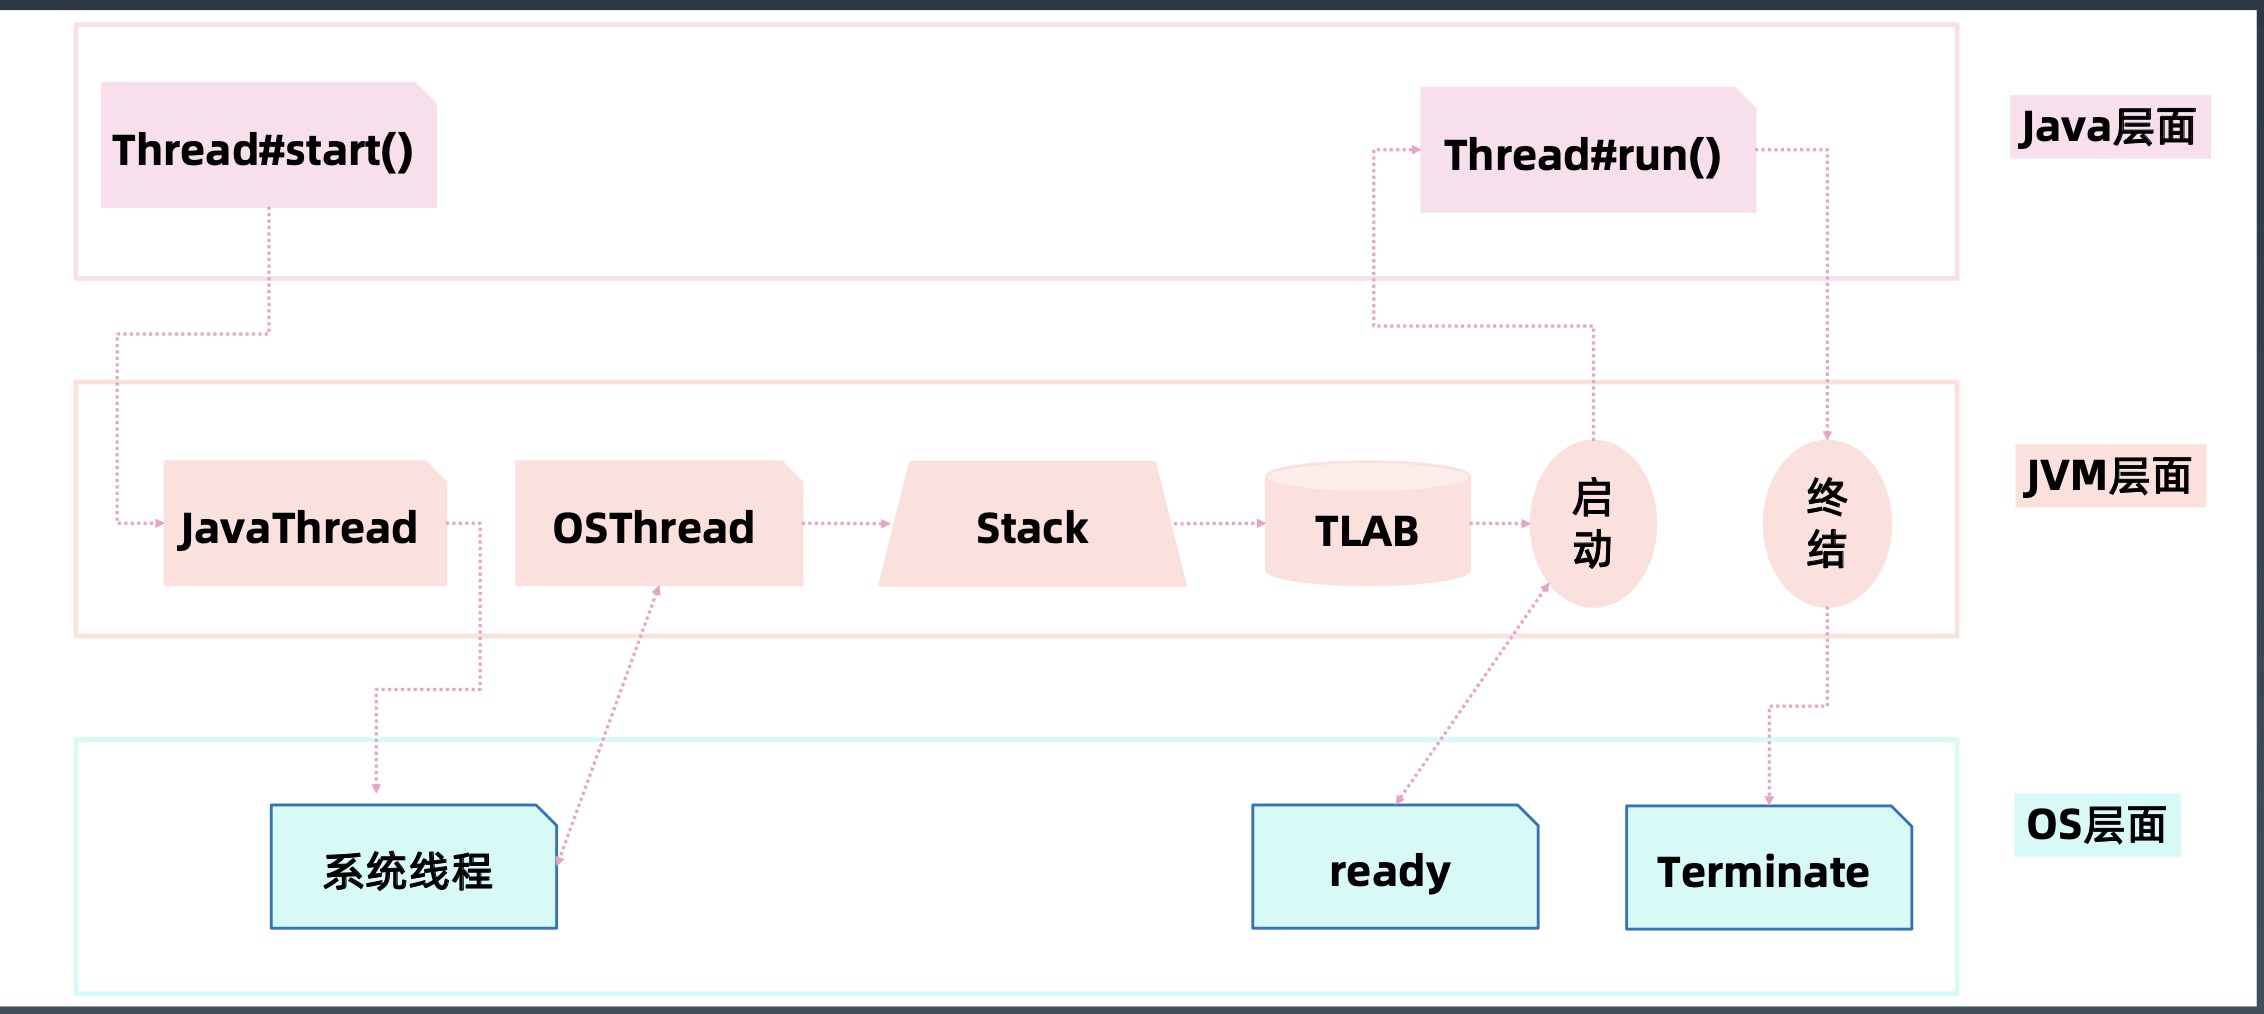 Thread#start()
Thread#run()
Java层面
JavaThread
OSThread
Stack
TLAB
启
动
终
结
JVM层面
系统线程
ready
Terminate
OS层面